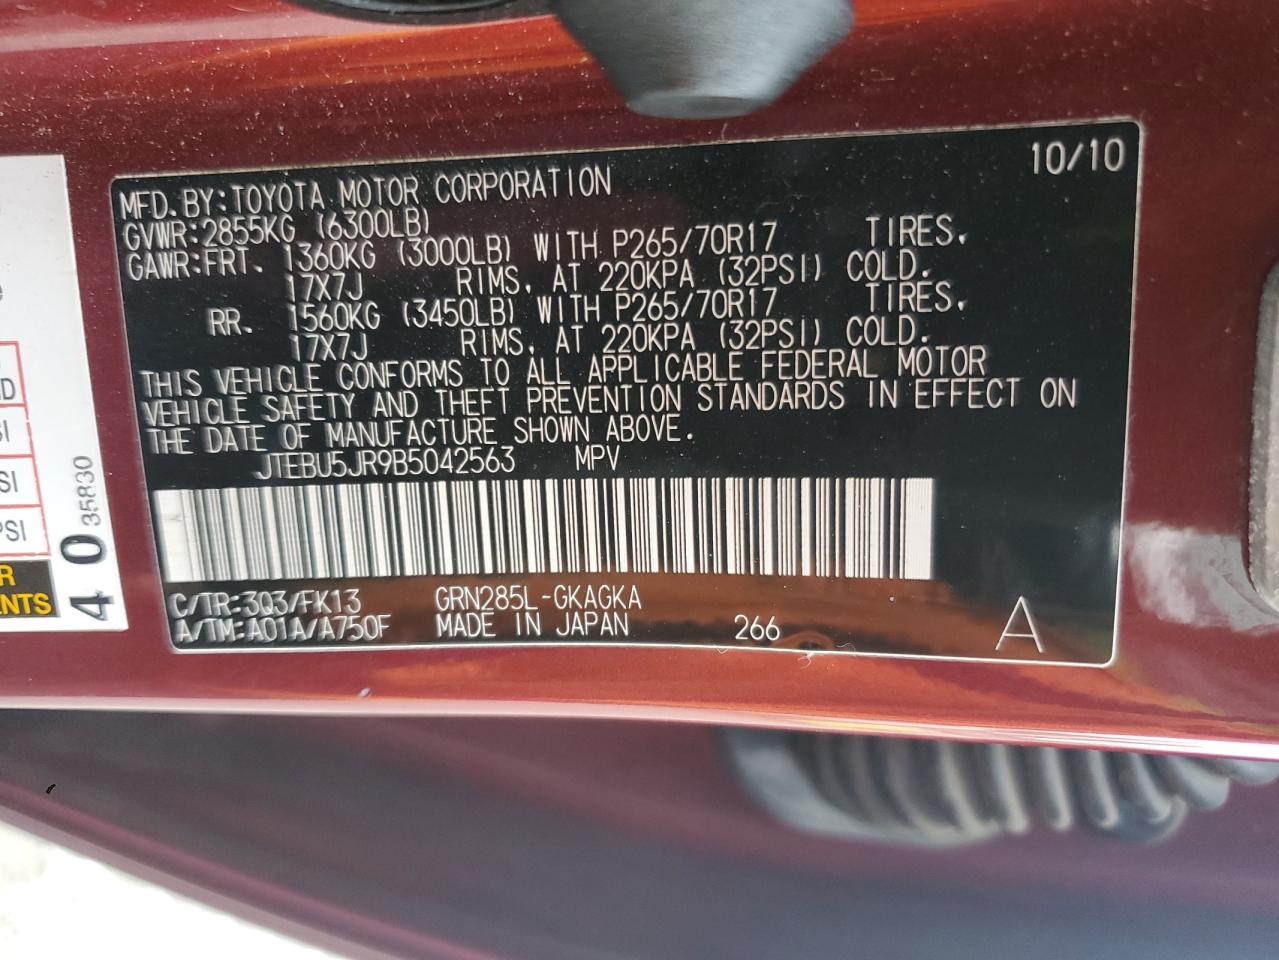 10/10
MFD.BY:TOYOTA MOTOR CORPORATION
GVWR:2855KG (6300LB)
GAWR:FRT. 1360KG (3000LB) WITH P265/70R17 TIRES,
17X7J RIMS, AT 220KPA (32PSI) COLD.
RR. 1560KG (3450LB) WITH P265/70R17 TIRES,
17X7J RIMS, AT 220KPA (32PSI) COLD.
THIS VEHICLE CONFORMS TO ALL APPLICABLE FEDERAL MOTOR
VEHICLE SAFETY AND THEFT PREVENTION STANDARDS IN EFFECT ON
THE DATE OF MANUFACTURE SHOWN ABOVE.
JTEBU5JR9B5042563 MPV
C/TR:3Q3/FK13 GRN285L-GKAGKA
A/TM:A01A/A750F MADE IN JAPAN 266 A
40 35830